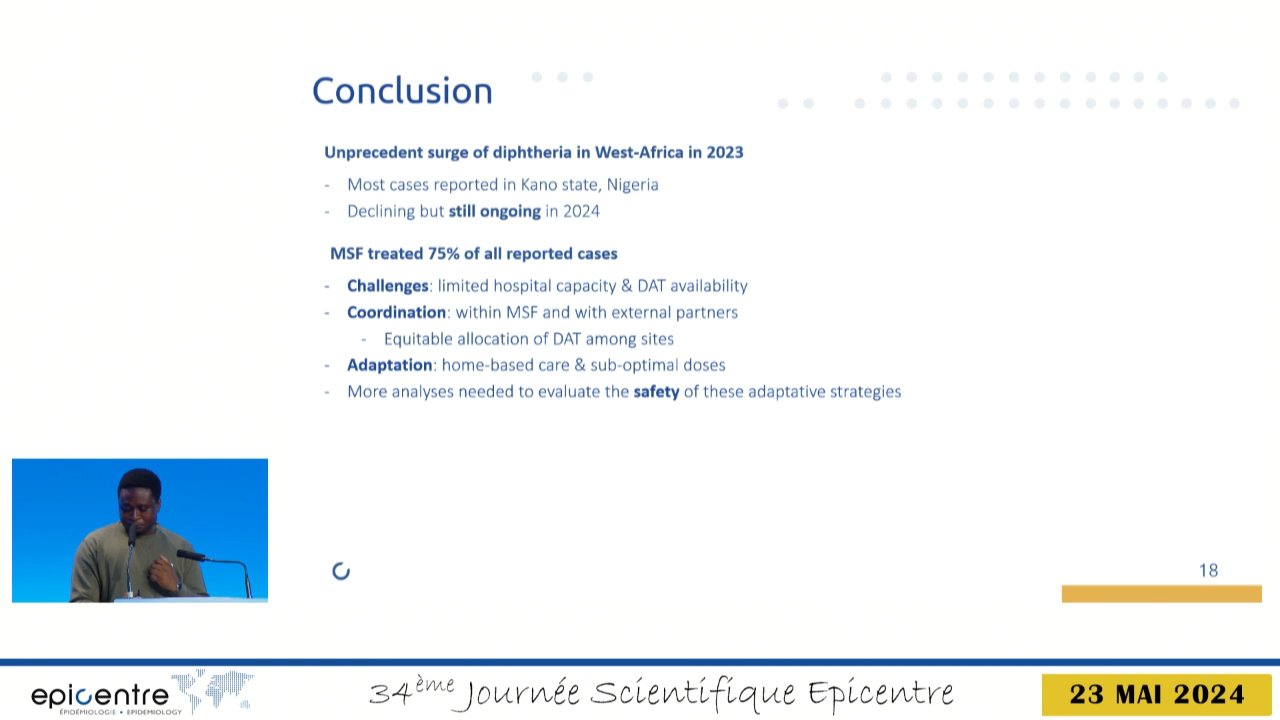 Conclusion
Unprecedent surge of diphtheria in West-Africa in 2023
- Most cases reported in Kano state, Nigeria
- Declining but still ongoing in 2024
MSF treated 75% of all reported cases
- Challenges: limited hospital capacity & DAT availability
- Coordination: within MSF and with external partners
- Equitable allocation of DAT among sites
- Adaptation: home-based care & sub-optimal doses
- More analyses needed to evaluate the safety of these adaptative strategies
18
epicentre
ÉPIDÉMIOLOGIE • EPIDEMIOLOGY
34ème Journée Scientifique Epicentre
23 MAI 2024